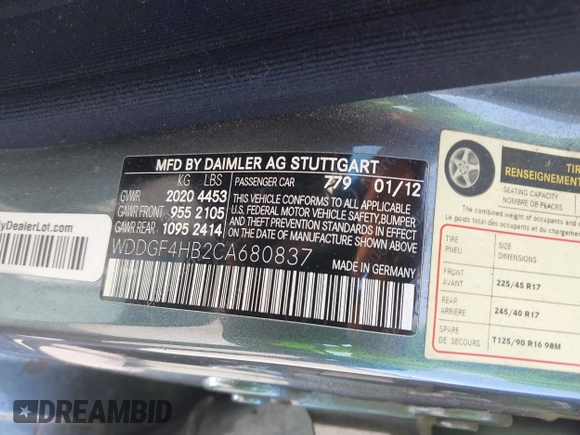 MFD BY DAIMLER AG STUTTGART
KG LBS PASSENGER CAR 779 01/12
GVWR 2020 4453
GAWR FRONT 955 2105
GAWR REAR 1095 2414
THIS VEHICLE CONFORMS TO ALL APPLICABLE
U.S. FEDERAL MOTOR VEHICLE SAFETY, BUMPER
AND THEFT PREVENTION STANDARDS IN EFFECT
ON THE DATE OF MANUFACTURE SHOWN ABOVE.
WDDGF4HB2CA680837 MADE IN GERMANY
yDealerLot.com
TIR
RENSEIGNEMEN
SEATING CAPACITY
NOMBRE DE PLACES
The combined weight of occupants and
Le poids total des occupants et
TIRE
PNEU
SIZE
DIMENSIONS
FRONT
AVANT
225/45 R17
REAR
ARRIÈRE
245/40 R17
SPARE
DE SECOURS
T125/90 R16 98M
DREAMBID